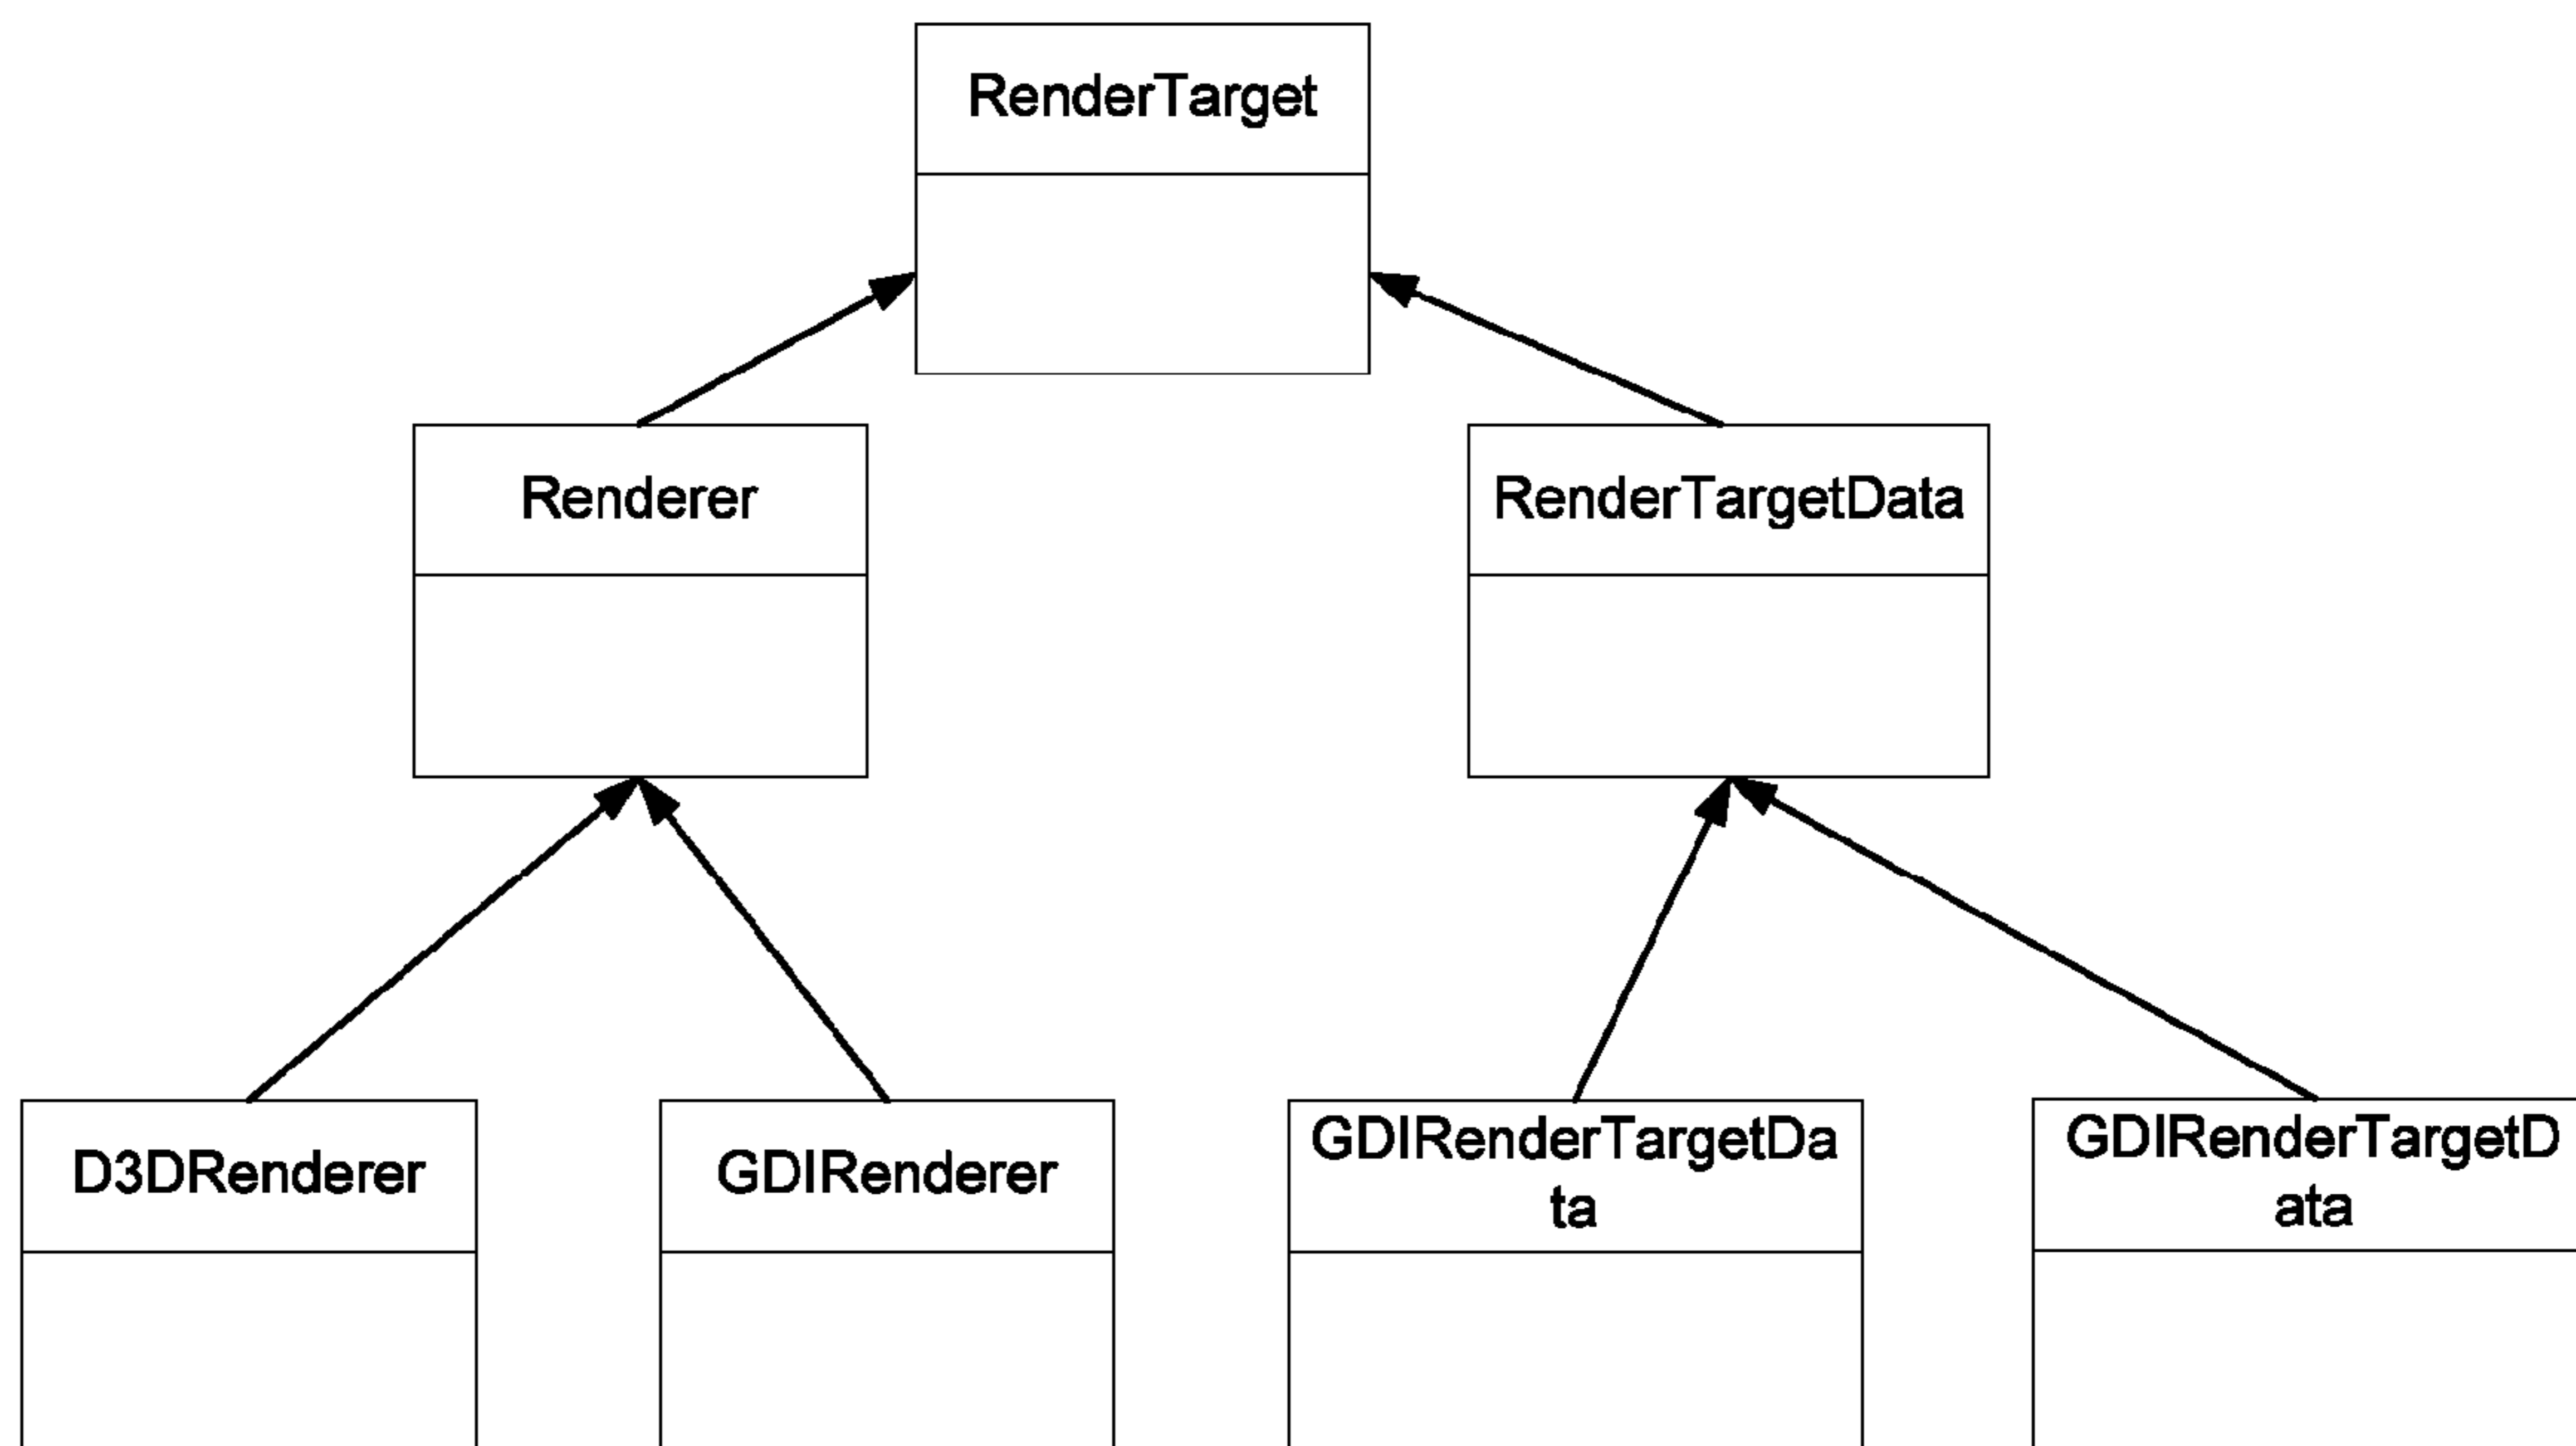 RenderTarget
Renderer
RenderTargetData
D3DRenderer
GDIRenderer
GDIRenderTargetDa
ta
GDIRenderTargetD
ata